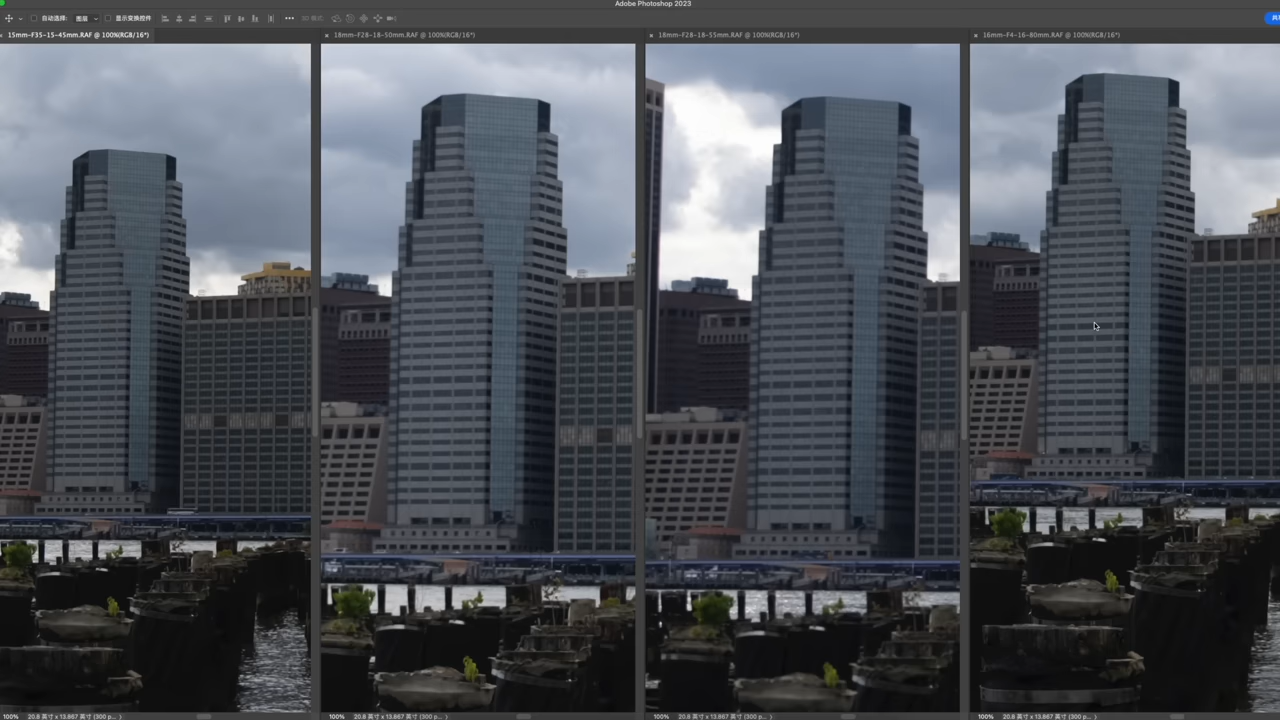 Adobe Photoshop 2023
自动选择: 图层 显示变换控件 3D 模式:
15mm-F35-15-45mm.RAF @ 100%(RGB/16*)
× 18mm-F28-18-50mm.RAF @ 100%(RGB/16*)
× 18mm-F28-18-55mm.RAF @ 100%(RGB/16*)
× 16mm-F4-16-80mm.RAF @ 100%(RGB/16*)
100% 20.8 英寸 x 13.867 英寸 (300 p...
100% 20.8 英寸 x 13.867 英寸 (300 p...
100% 20.8 英寸 x 13.867 英寸 (300 p...
100% 20.8 英寸 x 13.867 英寸 (300 p...